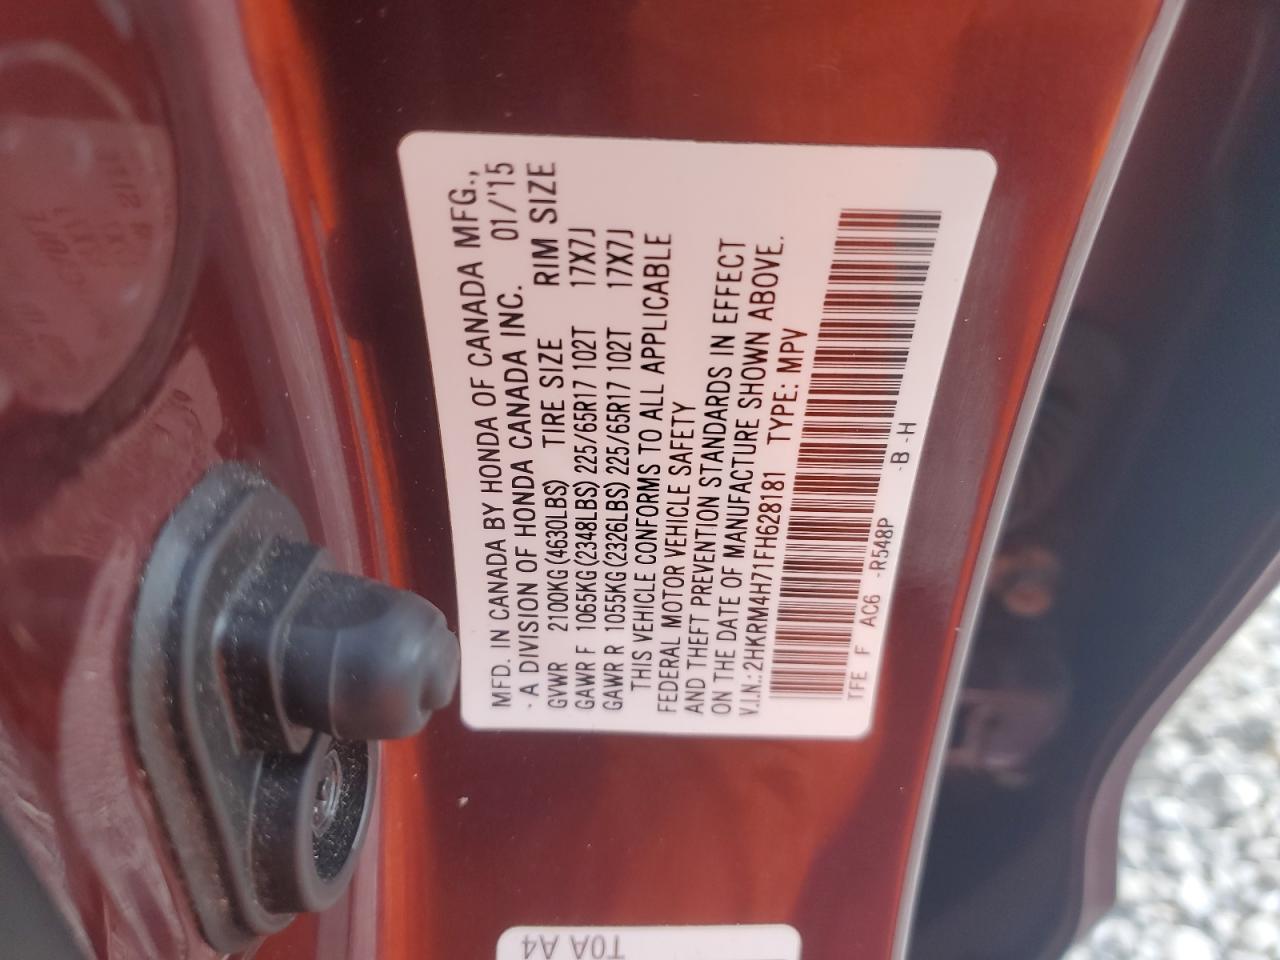 MFD. IN CANADA BY HONDA OF CANADA MFG.,
· A DIVISION OF HONDA CANADA INC. 01/'15
GVWR 2100KG(4630LBS) TIRE SIZE RIM SIZE
GAWR F 1065KG(2348LBS) 225/65R17 102T 17X7J
GAWR R 1055KG(2326LBS) 225/65R17 102T 17X7J
THIS VEHICLE CONFORMS TO ALL APPLICABLE
FEDERAL MOTOR VEHICLE SAFETY
AND THEFT PREVENTION STANDARDS IN EFFECT
ON THE DATE OF MANUFACTURE SHOWN ABOVE.
V.I.N.: 2HKRM4H71FH628181 TYPE: MPV
TFE F AC6 -R548P -B -H
T0A A4